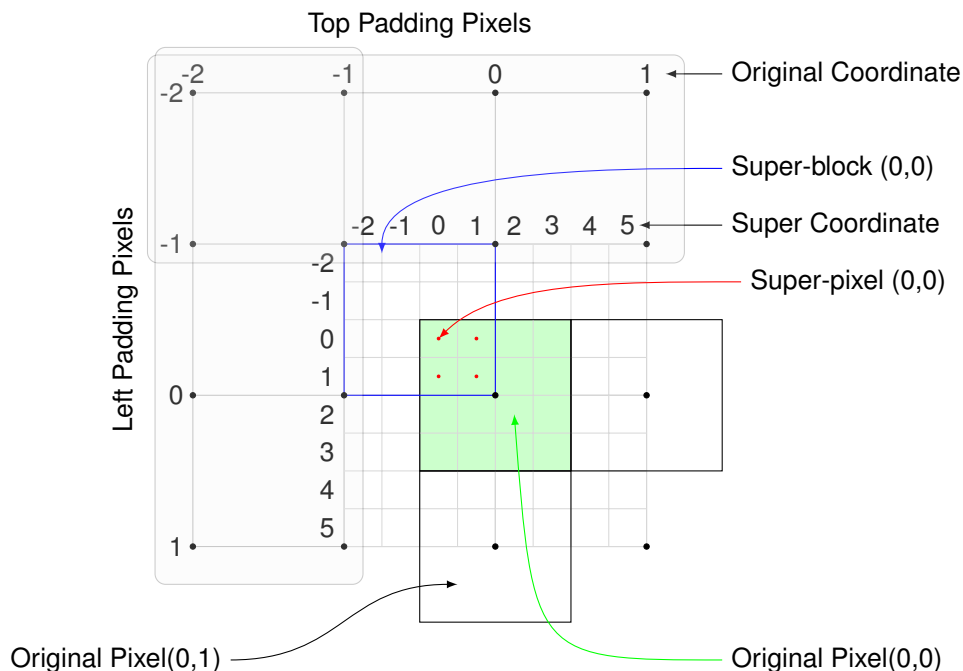 Top Padding Pixels
-2 -1 0 1 Original Coordinate
-2
Super-block (0,0)
-2 -1 0 1 2 3 4 5 Super Coordinate
-1
-2
Super-pixel (0,0)
-1
0
1
0
2
3
4
5
1
Left Padding Pixels
Original Pixel(0,1)
Original Pixel(0,0)